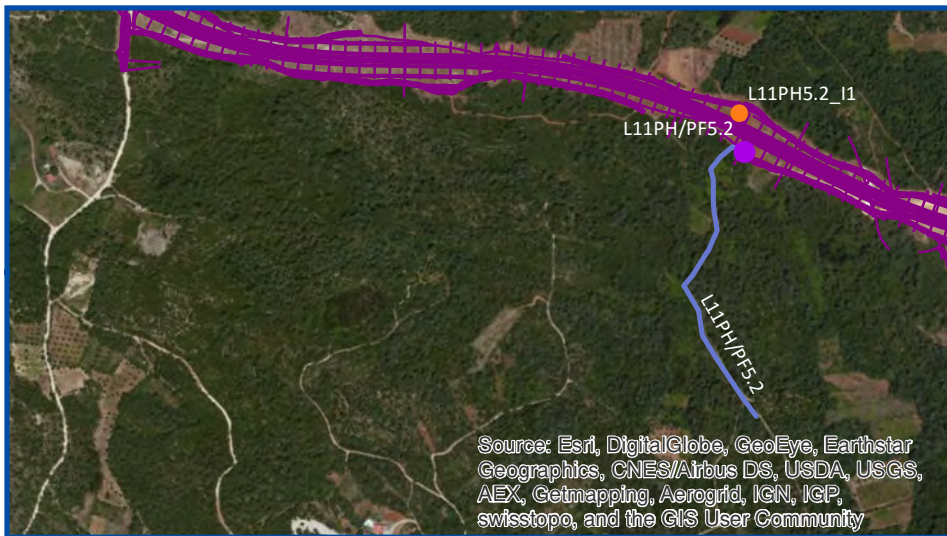 L11PH5.2_I1
L11PH/PF5.2
L11PH/PF5.2
Source: Esri, DigitalGlobe, GeoEye, Earthstar
Geographics, CNES/Airbus DS, USDA, USGS,
AEX, Getmapping, Aerogrid, IGN, IGP,
swisstopo, and the GIS User Community